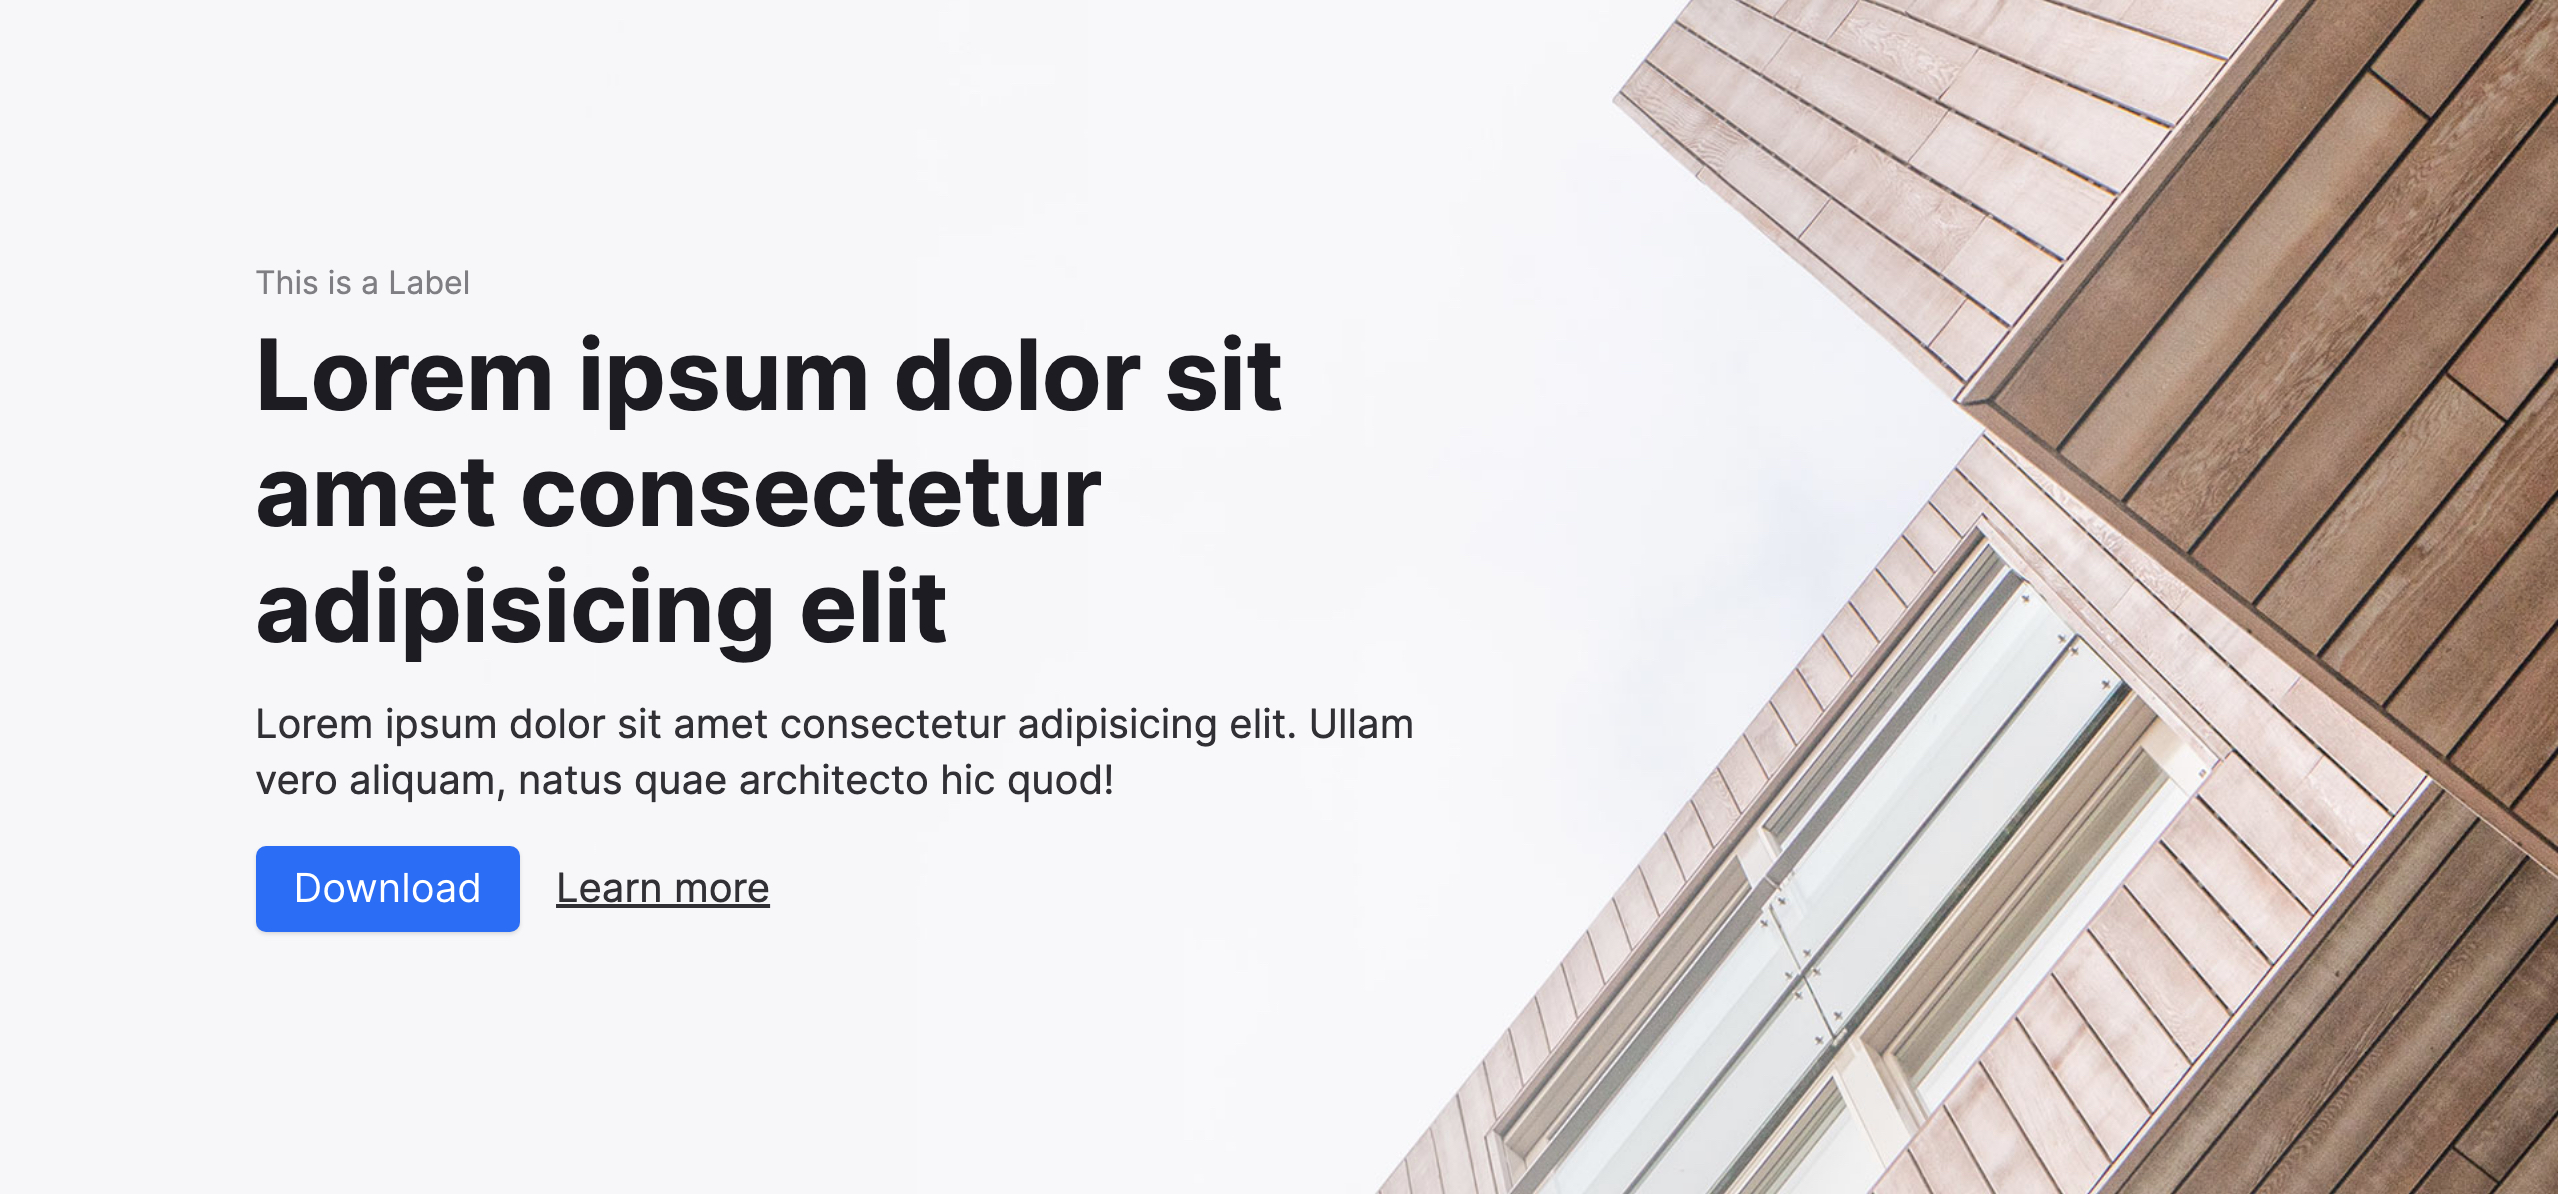 This is a Label
Lorem ipsum dolor sit
amet consectetur
adipisicing elit
Lorem ipsum dolor sit amet consectetur adipisicing elit. Ullam
vero aliquam, natus quae architecto hic quod!
Download
Learn more